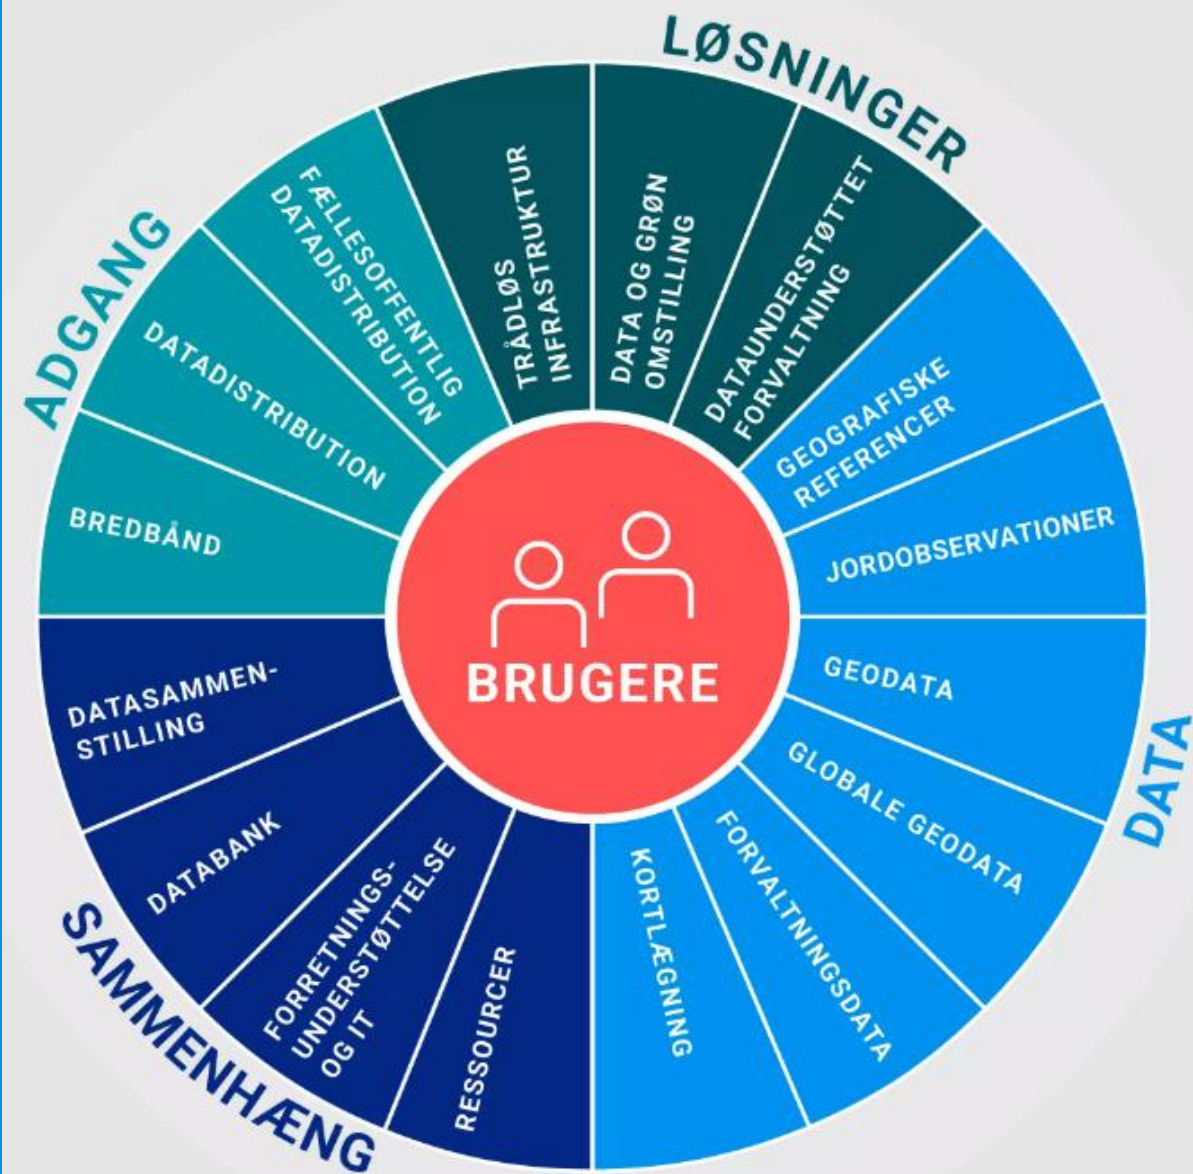 LØSNINGER
TRÅDLØS
INFRASTRUKTUR
DATA OG GRØN
OMSTILLING
DATAUNDERSTØTTET
FORVALTNING
DATA
GEOGRAFISKE
REFERENCER
JORDOBSERVATIONER
GEODATA
GLOBALE GEODATA
FORVALTNINGSDATA
KORTLÆGNING
SAMMENHÆNG
RESSOURCER
FORRETNINGS-
UNDERSTØTTELSE
OG IT
DATABANK
DATASAMMEN-
STILLING
ADGANG
BREDBÅND
DATADISTRIBUTION
FÆLLESOFFENTLIG
DATADISTRIBUTION
BRUGERE